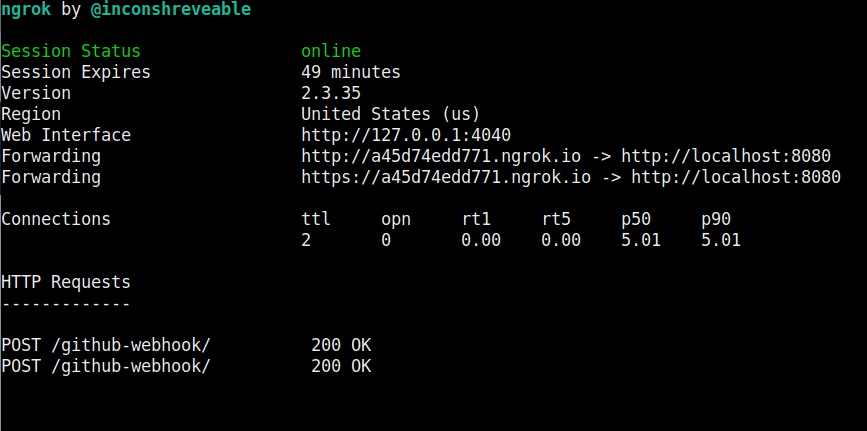 ngrok by @inconshreveable
Session Status online
Session Expires 49 minutes
Version 2.3.35
Region United States (us)
Web Interface http://127.0.0.1:4040
Forwarding http://a45d74edd771.ngrok.io -> http://localhost:8080
Forwarding https://a45d74edd771.ngrok.io -> http://localhost:8080
Connections ttl opn rt1 rt5 p50 p90
2 0 0.00 0.00 5.01 5.01
HTTP Requests
-------------
POST /github-webhook/ 200 OK
POST /github-webhook/ 200 OK